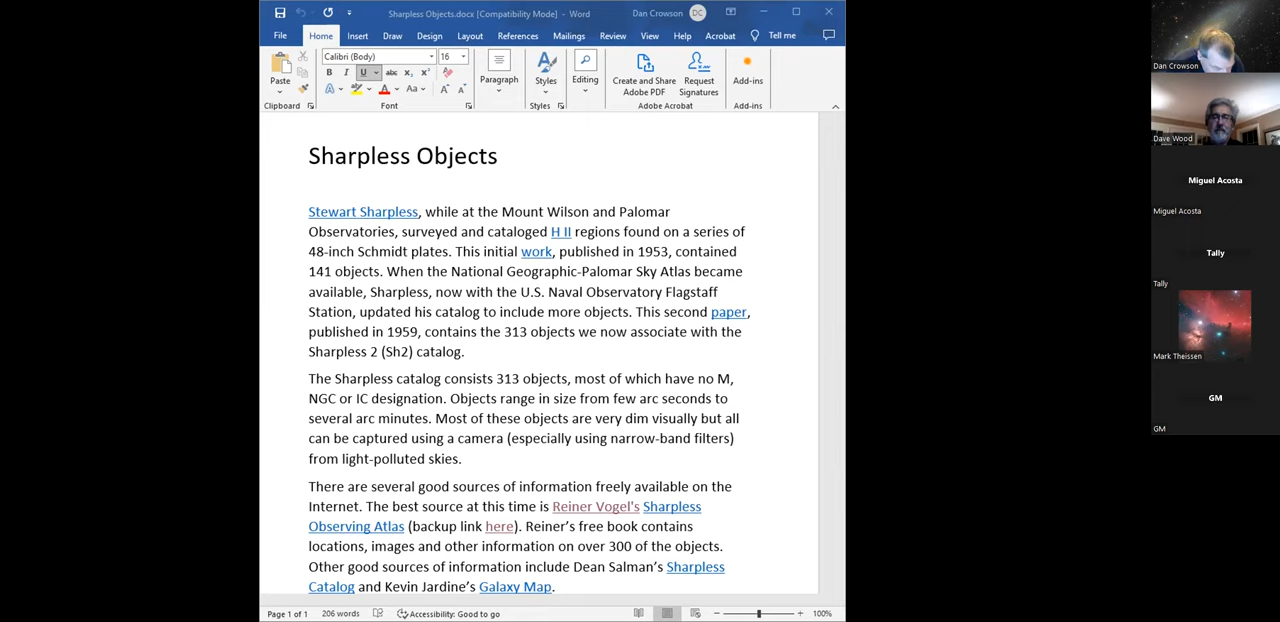 Sharpless Objects.docx [Compatibility Mode] - Word
Dan Crowson DC
File Home Insert Draw Design Layout References Mailings Review View Help Acrobat Tell me
Calibri (Body) 16
Paste
B I U abc x₂ x²
A A Aa A A
Paragraph
Styles
Editing
Create and Share Adobe PDF
Request Signatures
Add-ins
Clipboard Font Styles Adobe Acrobat Add-ins
Sharpless Objects
Stewart Sharpless, while at the Mount Wilson and Palomar
Observatories, surveyed and cataloged H II regions found on a series of
48-inch Schmidt plates. This initial work, published in 1953, contained
141 objects. When the National Geographic-Palomar Sky Atlas became
available, Sharpless, now with the U.S. Naval Observatory Flagstaff
Station, updated his catalog to include more objects. This second paper,
published in 1959, contains the 313 objects we now associate with the
Sharpless 2 (Sh2) catalog.
The Sharpless catalog consists 313 objects, most of which have no M,
NGC or IC designation. Objects range in size from few arc seconds to
several arc minutes. Most of these objects are very dim visually but all
can be captured using a camera (especially using narrow-band filters)
from light-polluted skies.
There are several good sources of information freely available on the
Internet. The best source at this time is Reiner Vogel's Sharpless
Observing Atlas (backup link here). Reiner’s free book contains
locations, images and other information on over 300 of the objects.
Other good sources of information include Dean Salman’s Sharpless
Catalog and Kevin Jardine’s Galaxy Map.
Page 1 of 1 206 words Accessibility: Good to go 100%
Dan Crowson
Dave Wood
Miguel Acosta
Miguel Acosta
Tally
Tally
Mark Theissen
GM
GM